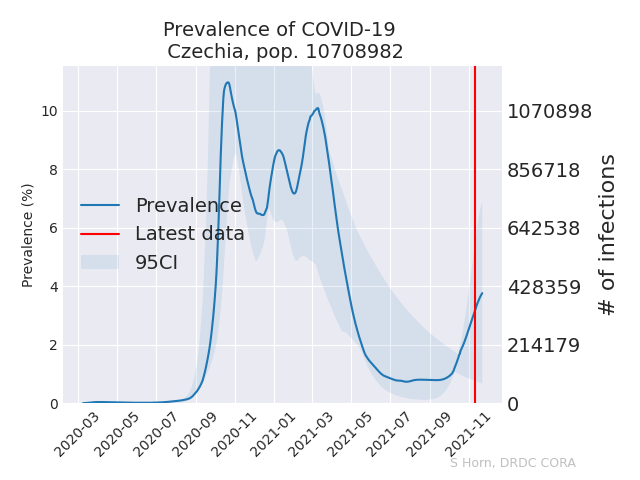 Prevalence of COVID-19
Czechia, pop. 10708982
Prevalence (%)
10
8
6
4
2
0
Prevalence
Latest data
95CI
1070898
856718
642538
428359
214179
0
# of infections
2020-03
2020-05
2020-07
2020-09
2020-11
2021-01
2021-03
2021-05
2021-07
2021-09
2021-11
S Horn, DRDC CORA